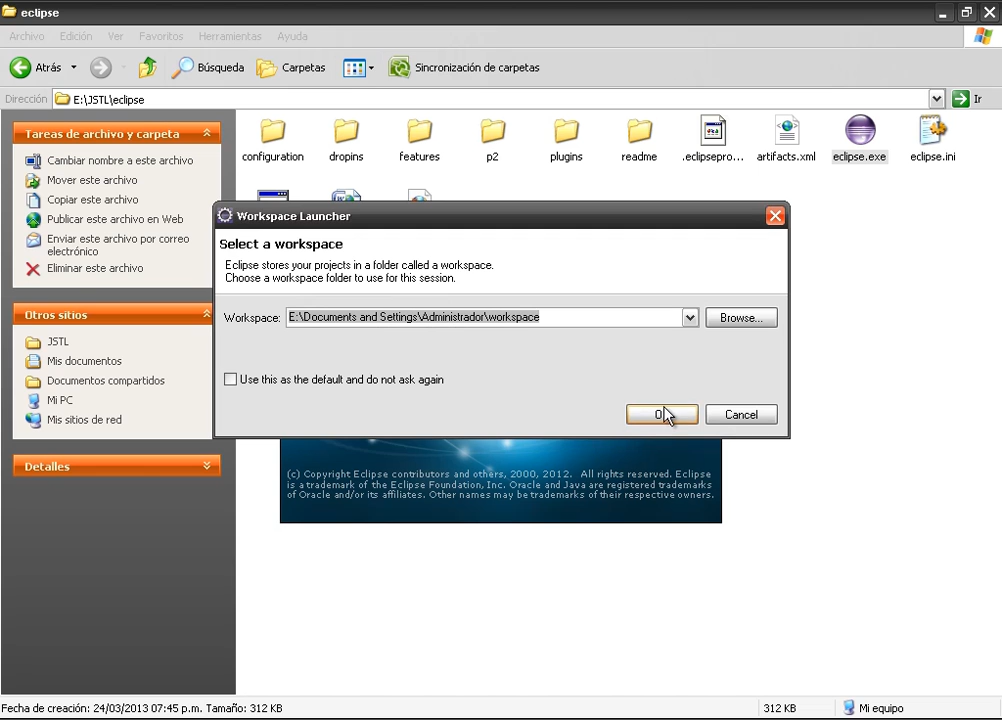 eclipse
Archivo Edición Ver Favoritos Herramientas Ayuda
Atrás Búsqueda Carpetas Sincronización de carpetas
Dirección E:\JSTL\eclipse Ir
Tareas de archivo y carpeta
Cambiar nombre a este archivo
Mover este archivo
Copiar este archivo
Publicar este archivo en Web
Enviar este archivo por correo
electrónico
Eliminar este archivo
Otros sitios
JSTL
Mis documentos
Documentos compartidos
Mi PC
Mis sitios de red
Detalles
configuration dropins features p2 plugins readme .eclipsepro... artifacts.xml eclipse.exe eclipse.ini
Workspace Launcher
Select a workspace
Eclipse stores your projects in a folder called a workspace.
Choose a workspace folder to use for this session.
Workspace: E:\Documents and Settings\Administrador\workspace Browse...
Use this as the default and do not ask again
Cancel
(c) Copyright Eclipse contributors and others, 2000, 2012. All rights reserved. Eclipse
is a trademark of the Eclipse Foundation, Inc. Oracle and Java are registered trademarks
of Oracle and/or its affiliates. Other names may be trademarks of their respective owners.
Fecha de creación: 24/03/2013 07:45 p.m. Tamaño: 312 KB 312 KB Mi equipo